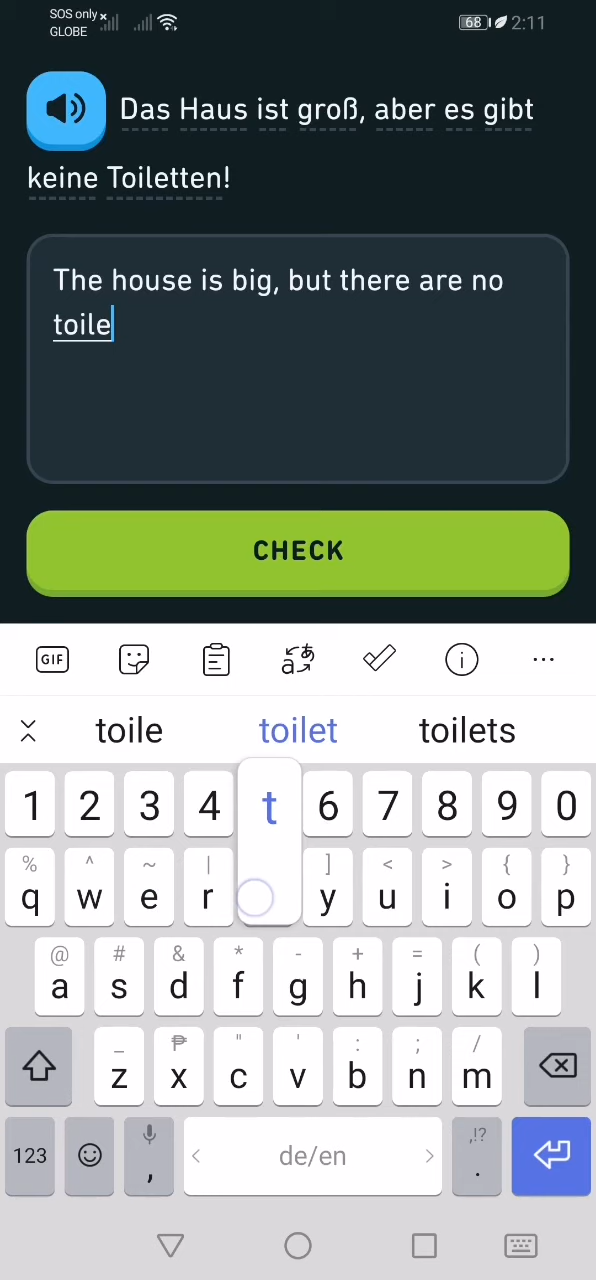 SOS only
GLOBE
68 2:11
Das Haus ist groß, aber es gibt
keine Toiletten!
The house is big, but there are no
toile
CHECK
GIF
toile toilet toilets
1 2 3 4 t 6 7 8 9 0
% ^ ~ | ] < > { }
q w e r y u i o p
@ # & * - + = ( )
a s d f g h j k l
_ ₱ " ' : ; /
z x c v b n m
,!?
123 , < de/en > .